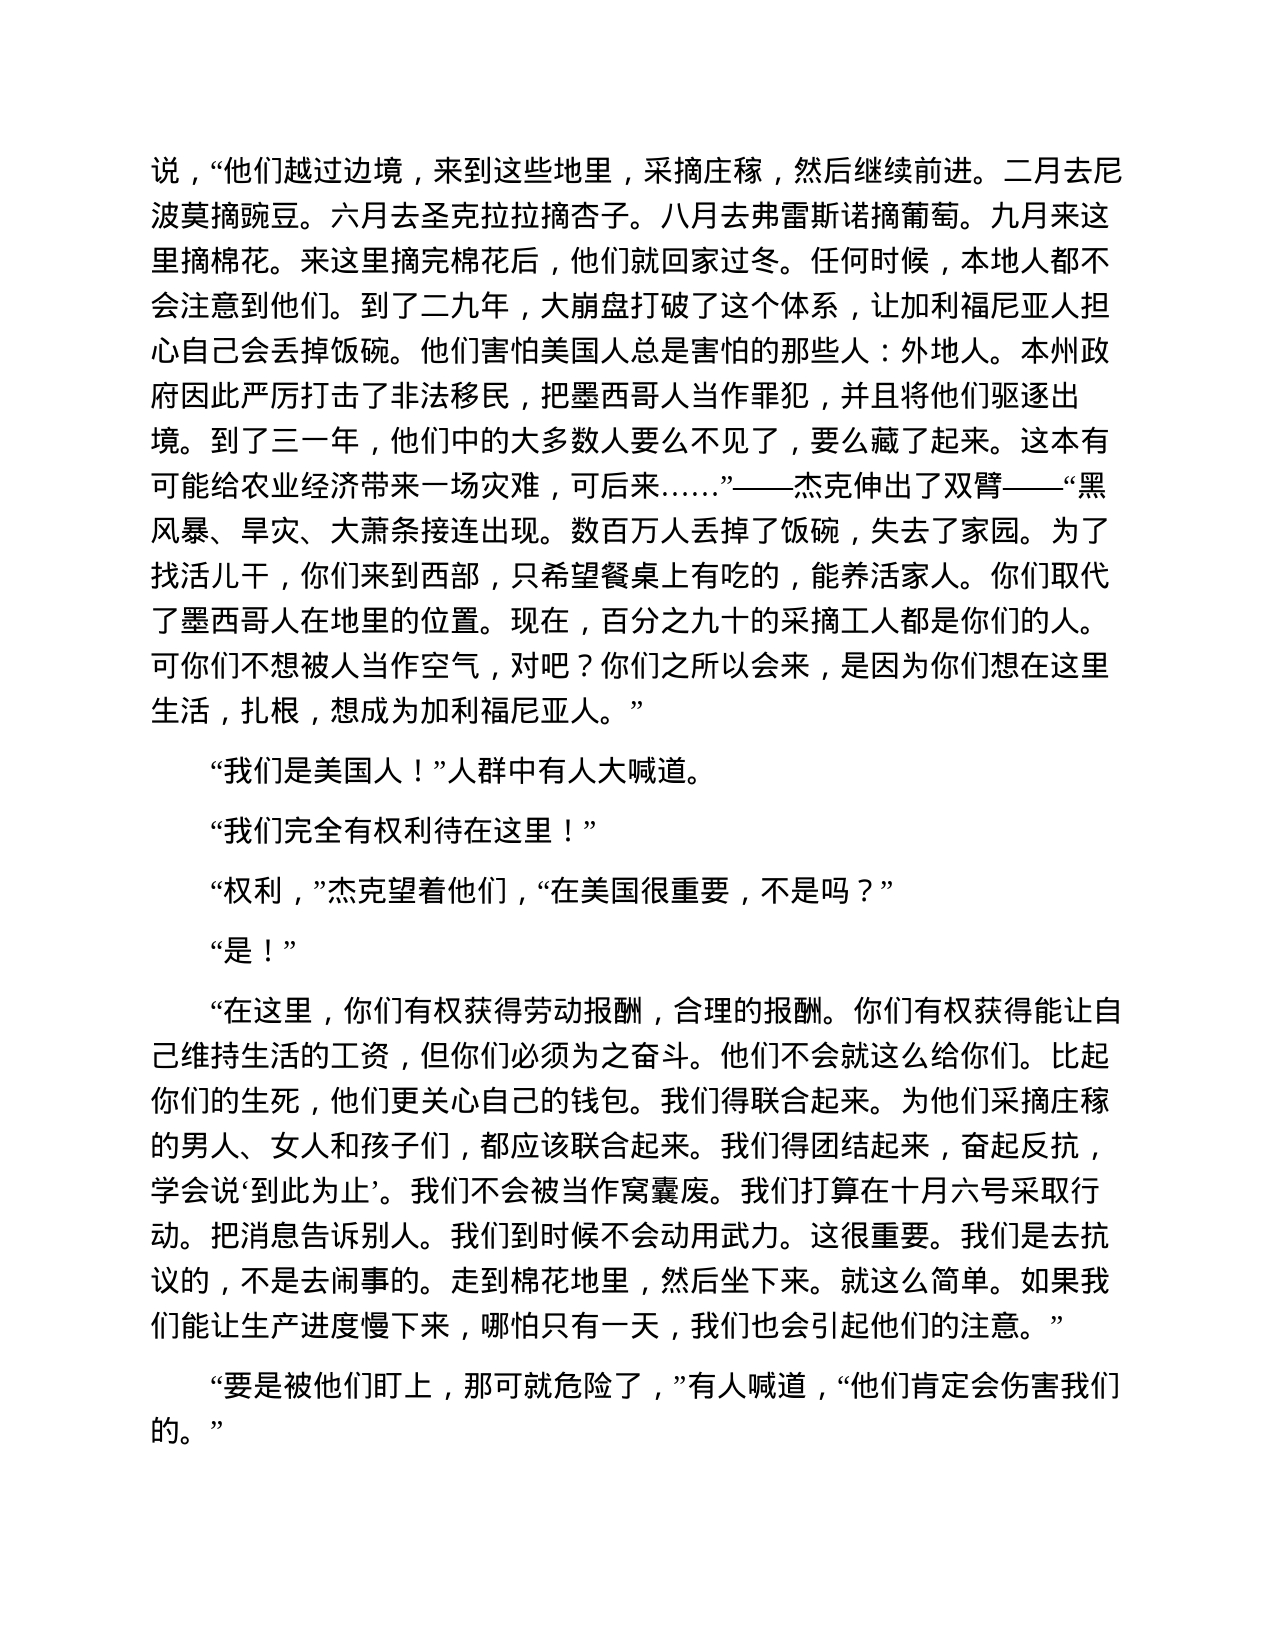 说，“他们越过边境，来到这些地里，采摘庄稼，然后继续前进。二月去尼
波莫摘豌豆。六月去圣克拉拉摘杏子。八月去弗雷斯诺摘葡萄。九月来这
里摘棉花。来这里摘完棉花后，他们就回家过冬。任何时候，本地人都不
会注意到他们。到了二九年，大崩盘打破了这个体系，让加利福尼亚人担
心自己会丢掉饭碗。他们害怕美国人总是害怕的那些人：外地人。本州政
府因此严厉打击了非法移民，把墨西哥人当作罪犯，并且将他们驱逐出
境。到了三一年，他们中的大多数人要么不见了，要么藏了起来。这本有
可能给农业经济带来一场灾难，可后来……”——杰克伸出了双臂——“黑
风暴、旱灾、大萧条接连出现。数百万人丢掉了饭碗，失去了家园。为了
找活儿干，你们来到西部，只希望餐桌上有吃的，能养活家人。你们取代
了墨西哥人在地里的位置。现在，百分之九十的采摘工人都是你们的人。
可你们不想被人当作空气，对吧？你们之所以会来，是因为你们想在这里
生活，扎根，想成为加利福尼亚人。”
“我们是美国人！”人群中有人大喊道。
“我们完全有权利待在这里！”
“权利，”杰克望着他们，“在美国很重要，不是吗？”
“是！”
“在这里，你们有权获得劳动报酬，合理的报酬。你们有权获得能让自
己维持生活的工资，但你们必须为之奋斗。他们不会就这么给你们。比起
你们的生死，他们更关心自己的钱包。我们得联合起来。为他们采摘庄稼
的男人、女人和孩子们，都应该联合起来。我们得团结起来，奋起反抗，
学会说‘到此为止’。我们不会被当作窝囊废。我们打算在十月六号采取行
动。把消息告诉别人。我们到时候不会动用武力。这很重要。我们是去抗
议的，不是去闹事的。走到棉花地里，然后坐下来。就这么简单。如果我
们能让生产进度慢下来，哪怕只有一天，我们也会引起他们的注意。”
“要是被他们盯上，那可就危险了，”有人喊道，“他们肯定会伤害我们
的。”